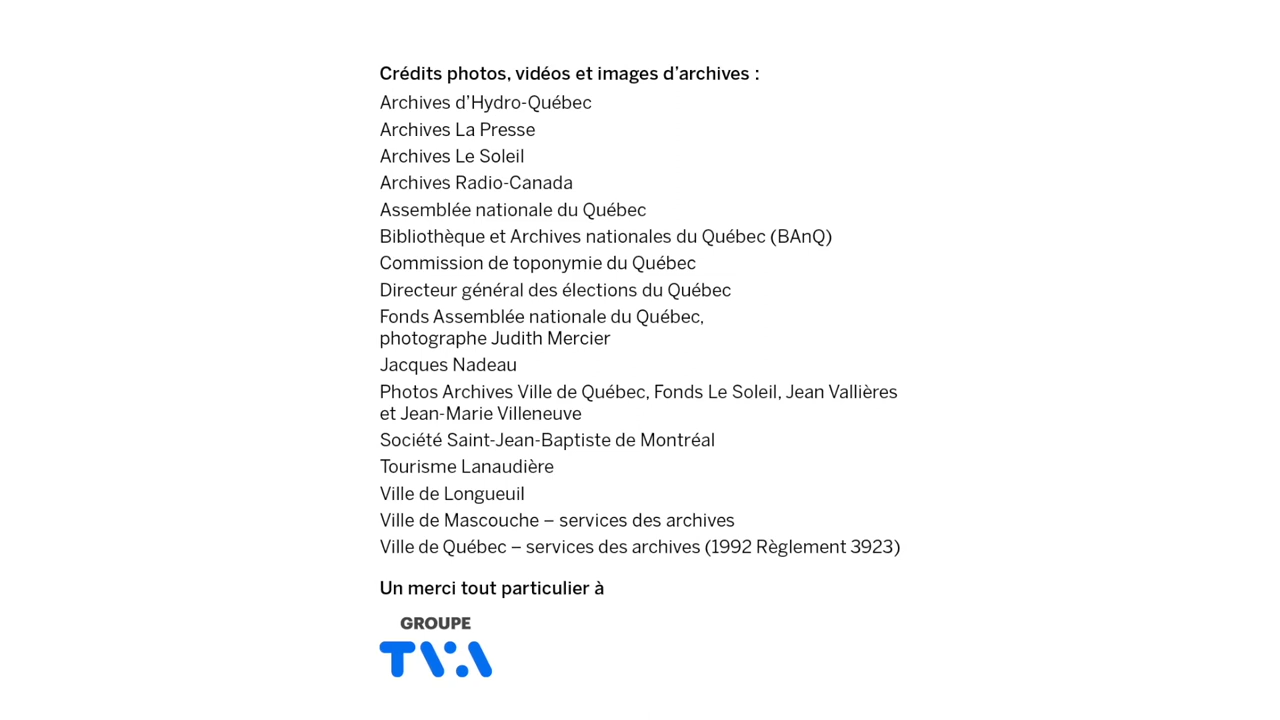 Crédits photos, vidéos et images d’archives :
Archives d’Hydro-Québec
Archives La Presse
Archives Le Soleil
Archives Radio-Canada
Assemblée nationale du Québec
Bibliothèque et Archives nationales du Québec (BAnQ)
Commission de toponymie du Québec
Directeur général des élections du Québec
Fonds Assemblée nationale du Québec,
photographe Judith Mercier
Jacques Nadeau
Photos Archives Ville de Québec, Fonds Le Soleil, Jean Vallières
et Jean-Marie Villeneuve
Société Saint-Jean-Baptiste de Montréal
Tourisme Lanaudière
Ville de Longueuil
Ville de Mascouche – services des archives
Ville de Québec – services des archives (1992 Règlement 3923)
Un merci tout particulier à
GROUPE
TVA